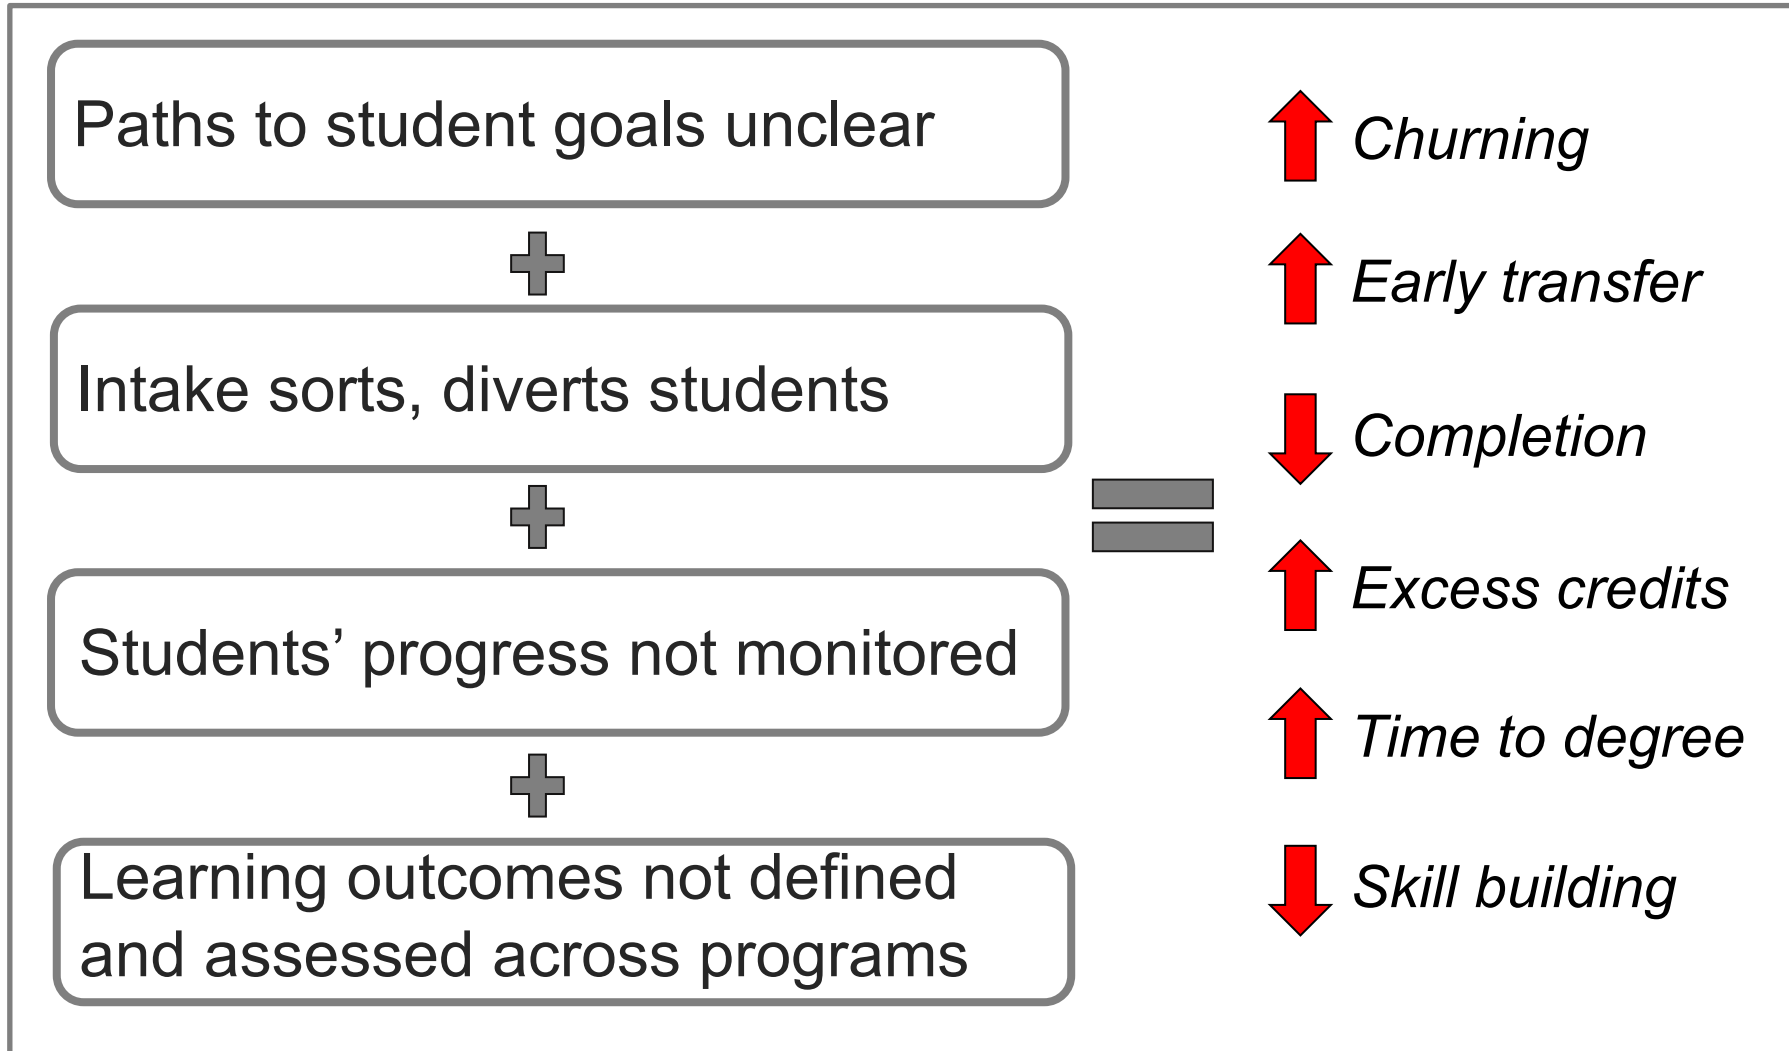 Paths to student goals unclear
Intake sorts, diverts students
Students’ progress not monitored
Learning outcomes not defined
and assessed across programs
Churning
Early transfer
Completion
Excess credits
Time to degree
Skill building